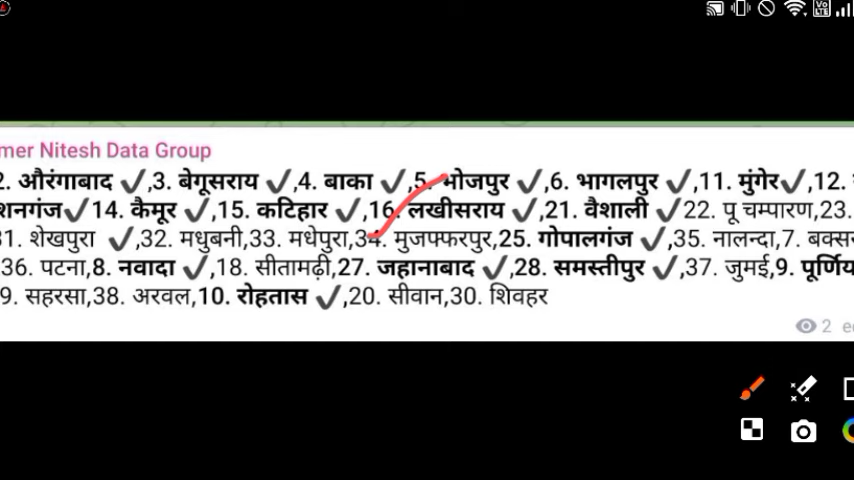 mer Nitesh Data Group
2. औरंगाबाद ✔,3. बेगूसराय ✔,4. बाका ✔,5. भोजपुर ✔,6. भागलपुर ✔,11. मुंगेर✔,12.
शनगंज✔14. कैमूर ✔,15. कटिहार ✔,16. लखीसराय ✔,21. वैशाली ✔22. पू चम्पारण,23.
31. शेखपुरा ✔,32. मधुबनी,33. मधेपुरा,34. मुजफ्फरपुर,25. गोपालगंज ✔,35. नालन्दा,7. बक्स
36. पटना,8. नवादा ✔,18. सीतामढ़ी,27. जहानाबाद ✔,28. समस्तीपुर ✔,37. जुमई,9. पूर्णिय
9. सहरसा,38. अरवल,10. रोहतास ✔,20. सीवान,30. शिवहर
2 e